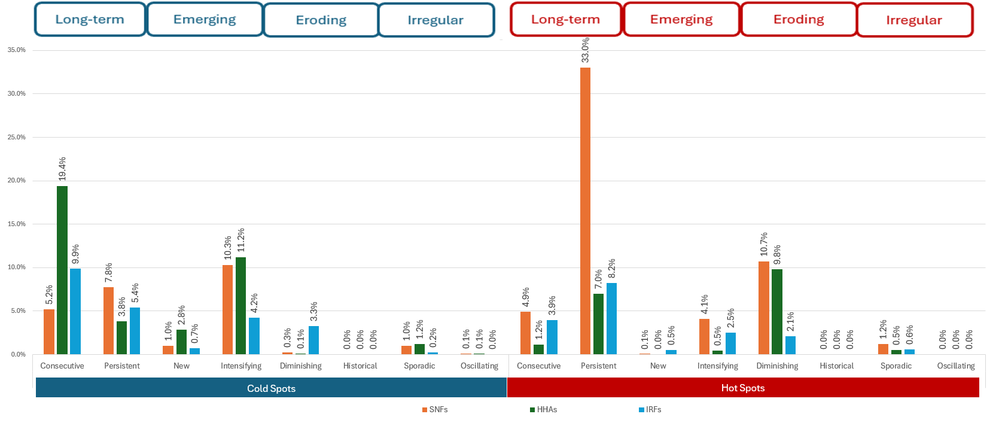 Long-term Emerging Eroding Irregular Long-term Emerging Eroding Irregular
35.0%
30.0%
25.0%
20.0%
15.0%
10.0%
5.0%
0.0%
5.2% 19.4% 9.9% 7.8% 3.8% 5.4% 1.0% 2.8% 0.7% 10.3% 11.2% 4.2% 0.3% 0.1% 3.3% 0.0% 0.0% 0.0% 1.0% 1.2% 0.2% 0.1% 0.1% 0.0% 4.9% 1.2% 3.9% 33.0% 7.0% 8.2% 0.1% 0.0% 0.5% 4.1% 0.5% 2.5% 10.7% 9.8% 2.1% 0.0% 0.0% 0.0% 1.2% 0.5% 0.6% 0.0% 0.0% 0.0%
Consecutive Persistent New Intensifying Diminishing Historical Sporadic Oscillating Consecutive Persistent New Intensifying Diminishing Historical Sporadic Oscillating
Cold Spots Hot Spots
SNFs HHAs IRFs